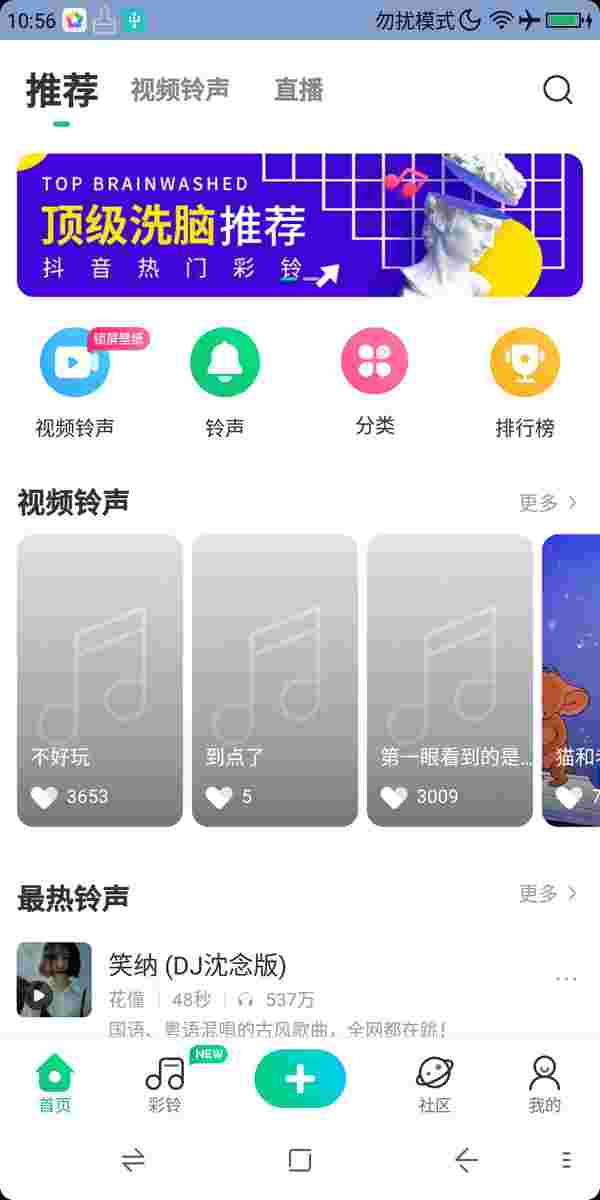 10:56 勿扰模式
推荐 视频铃声 直播
TOP BRAINWASHED
顶级洗脑推荐
抖音热门彩铃
锁屏壁纸
视频铃声 铃声 分类 排行榜
视频铃声 更多
不好玩 到点了 第一眼看到的是... 猫和
3653 5 3009 7
最热铃声 更多
笑纳 (DJ沈念版)
花僮 48秒 537万
国语、粤语混唱的古风歌曲，全网都在跳！
NEW
首页 彩铃 社区 我的